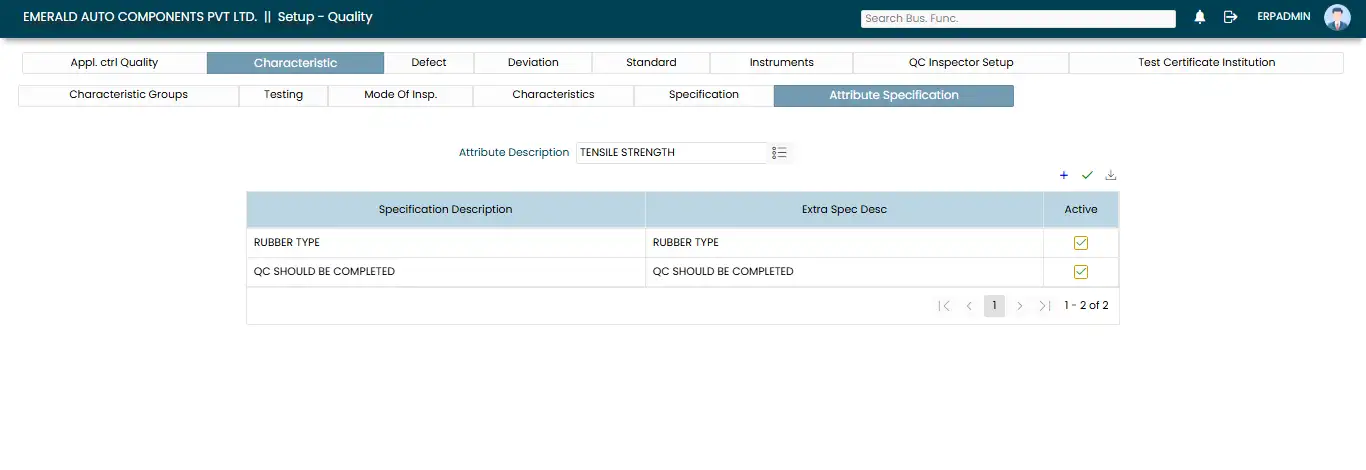 EMERALD AUTO COMPONENTS PVT LTD. || Setup - Quality
Search Bus. Func.
ERPADMIN
Appl. ctrl Quality
Characteristic
Defect
Deviation
Standard
Instruments
QC Inspector Setup
Test Certificate Institution
Characteristic Groups
Testing
Mode Of Insp.
Characteristics
Specification
Attribute Specification
Attribute Description TENSILE STRENGTH
Specification Description Extra Spec Desc Active
RUBBER TYPE RUBBER TYPE
QC SHOULD BE COMPLETED QC SHOULD BE COMPLETED
1 1 - 2 of 2